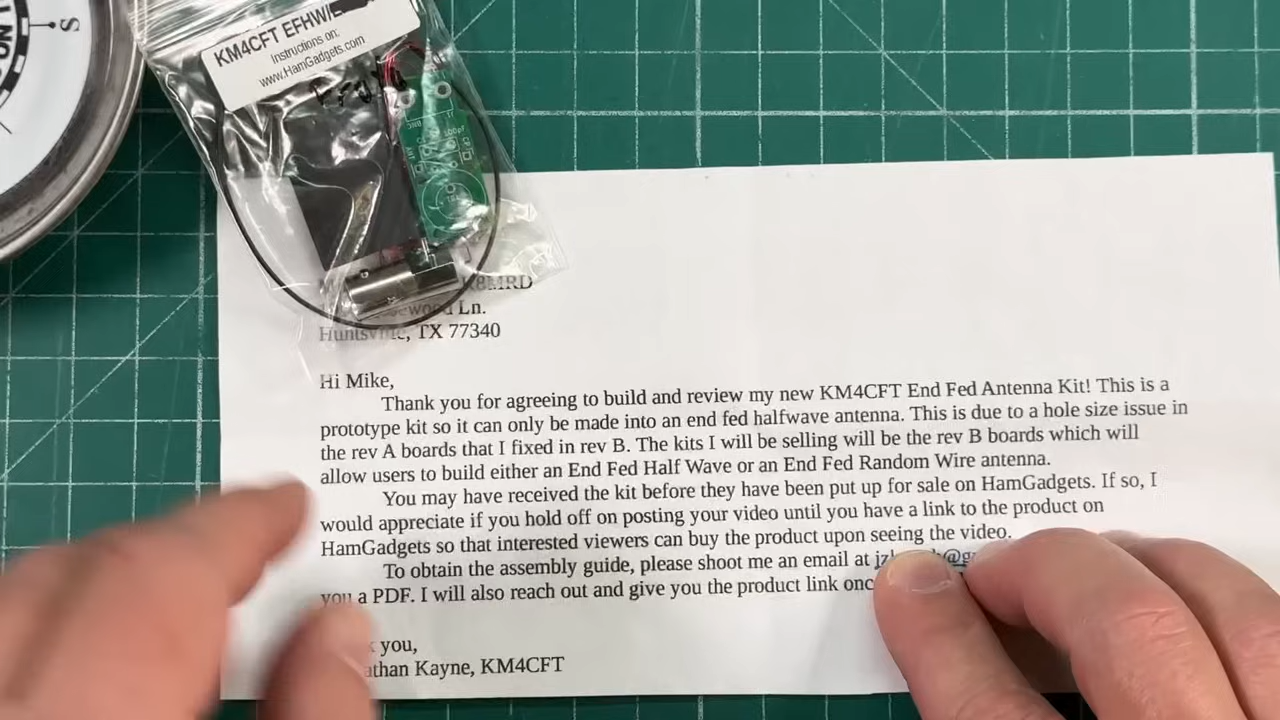 S
KM4CFT EFHW/
Instructions on:
www.HamGadgets.com
K8MRD
Ln.
Huntsville, TX 77340
Hi Mike,
Thank you for agreeing to build and review my new KM4CFT End Fed Antenna Kit! This is a
prototype kit so it can only be made into an end fed halfwave antenna. This is due to a hole size issue in
the rev A boards that I fixed in rev B. The kits I will be selling will be the rev B boards which will
allow users to build either an End Fed Half Wave or an End Fed Random Wire antenna.
You may have received the kit before they have been put up for sale on HamGadgets. If so, I
would appreciate if you hold off on posting your video until you have a link to the product on
HamGadgets so that interested viewers can buy the product upon seeing the video.
To obtain the assembly guide, please shoot me an email at
you a PDF. I will also reach out and give you the product link
you,
Kayne, KM4CFT